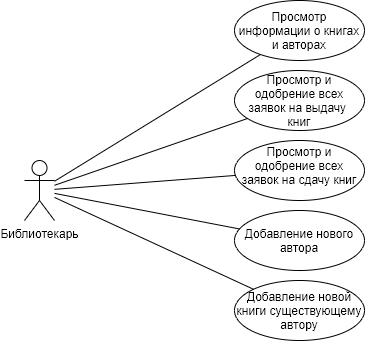 Просмотр
информации о книгах
и авторах
Просмотр и
одобрение всех
заявок на выдачу
книг
Просмотр и
одобрение всех
заявок на сдачу книг
Библиотекарь
Добавление нового
автора
Добавление новой
книги существующему
автору